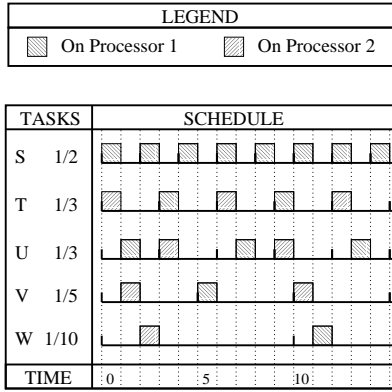 LEGEND
On Processor 1 On Processor 2
TASKS SCHEDULE
S 1/2
T 1/3
U 1/3
V 1/5
W 1/10
TIME 0 5 10